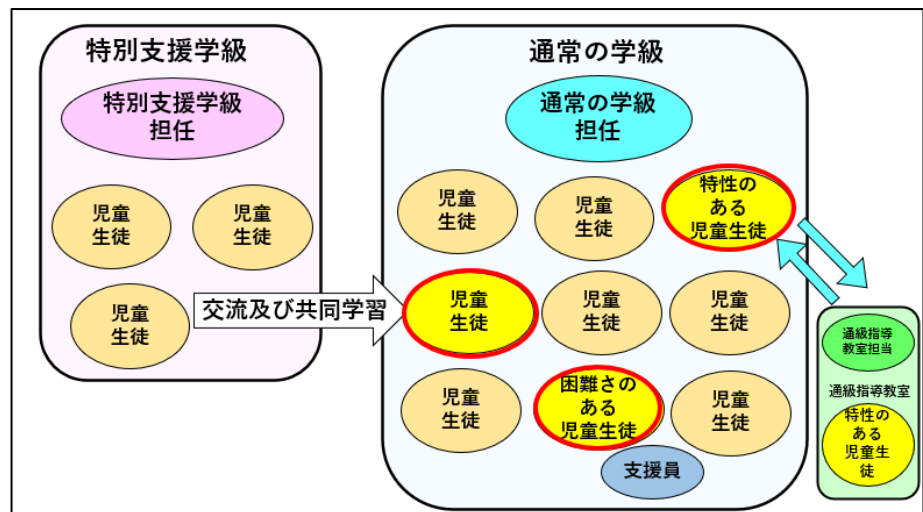 特別支援学級
特別支援学級
担任
児童
生徒
児童
生徒
児童
生徒
交流及び共同学習
通常の学級
通常の学級
担任
児童
生徒
児童
生徒
特性の
ある
児童生徒
児童
生徒
児童
生徒
児童
生徒
児童
生徒
困難さの
ある
児童生徒
児童
生徒
支援員
通級指導
教室担当
通級指導教室
特性の
ある
児童生
徒